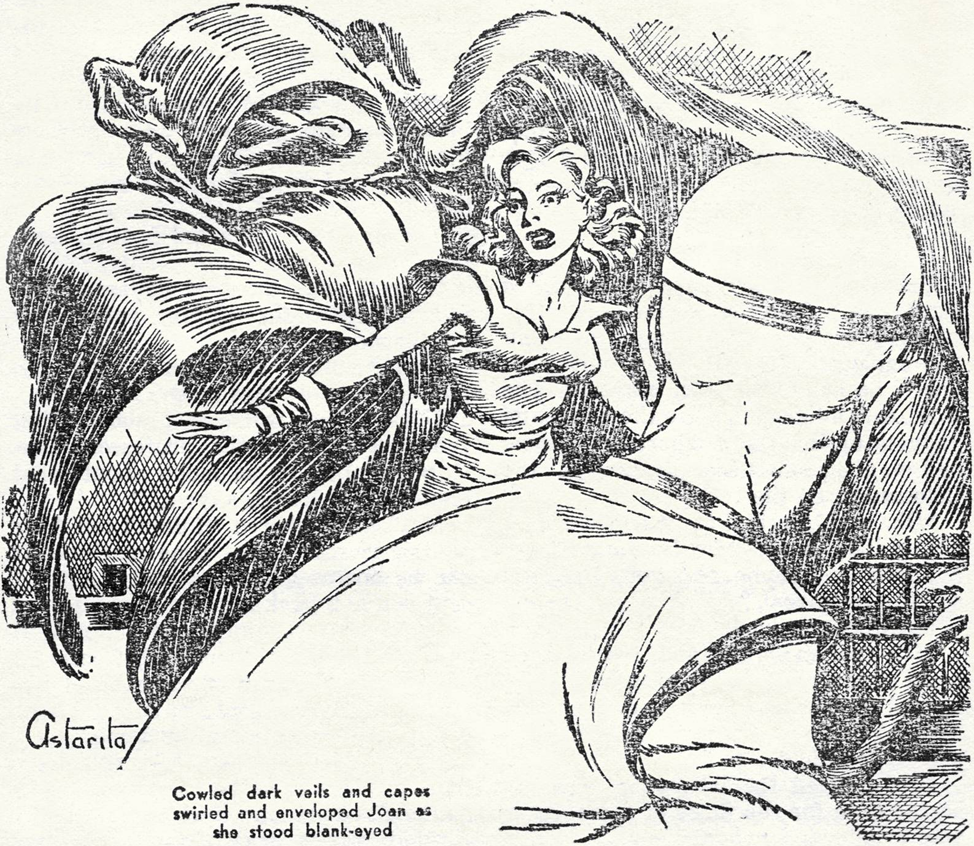 Astarita
Cowled dark veils and capes
swirled and enveloped Joan as
she stood blank-eyed